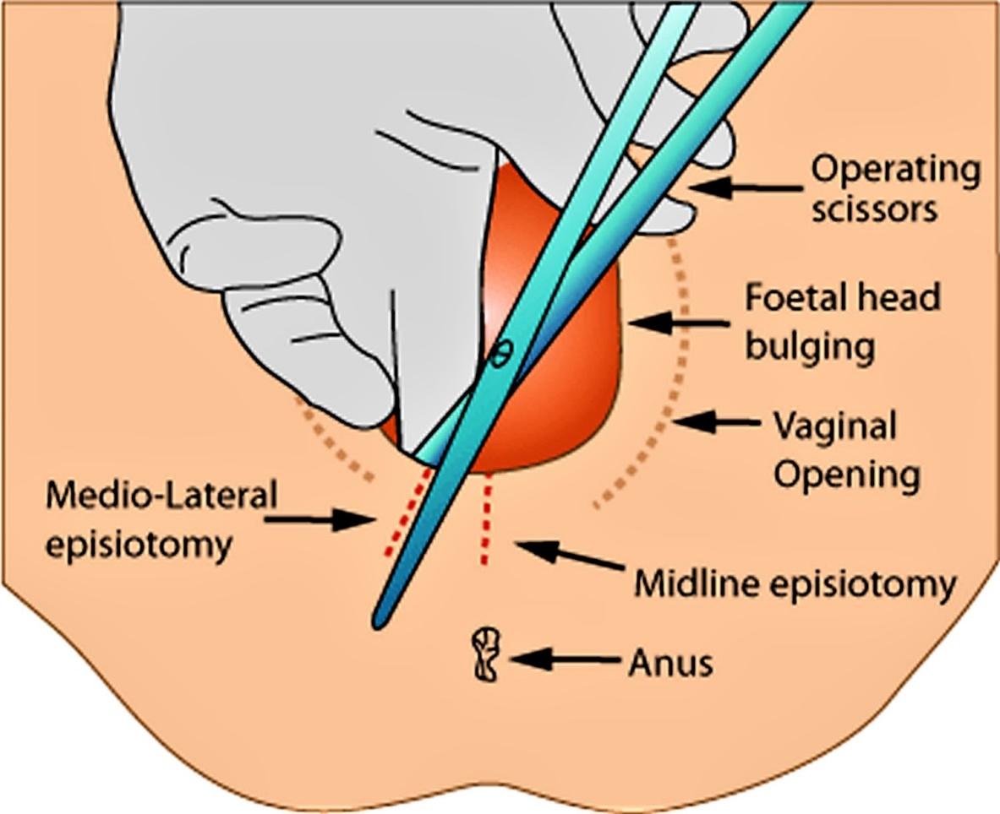 Operating
scissors
Foetal head
bulging
Vaginal
Opening
Medio-Lateral
episiotomy
Midline episiotomy
Anus